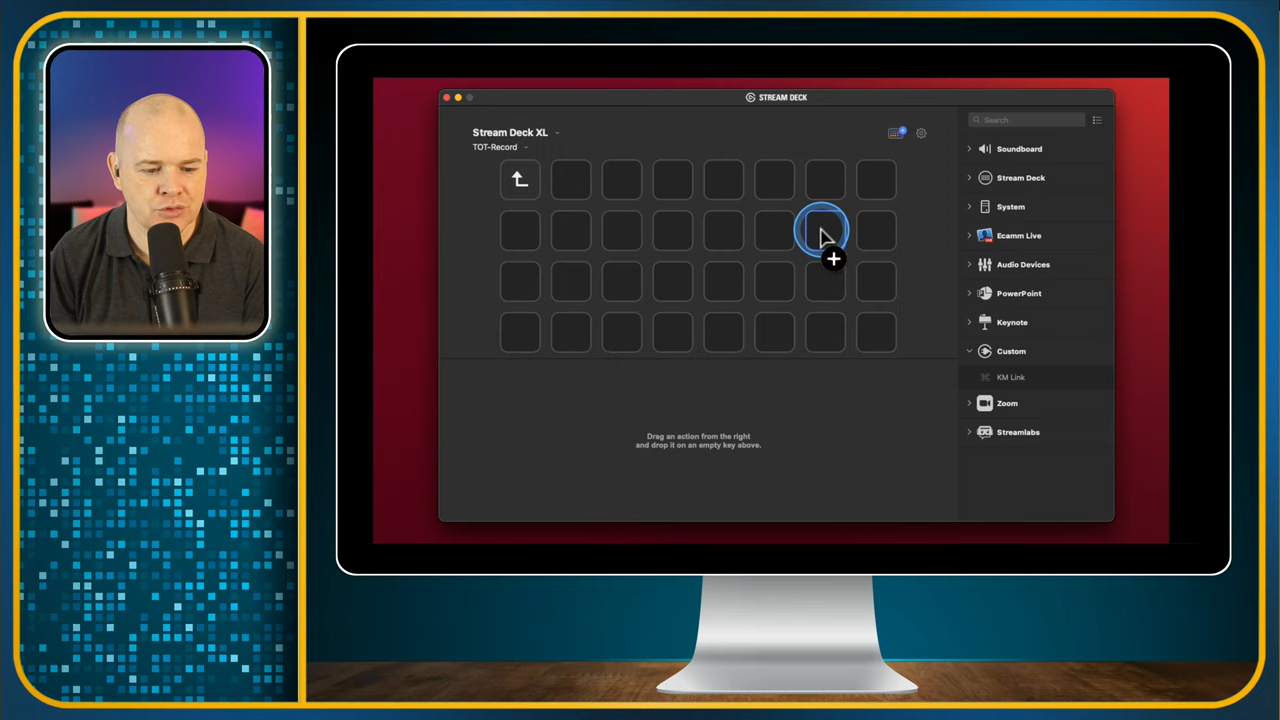 STREAM DECK
Stream Deck XL
TOT-Record
Search
Soundboard
Stream Deck
System
Ecamm Live
Audio Devices
PowerPoint
Keynote
Custom
KM Link
Zoom
Streamlabs
Drag an action from the right
and drop it on an empty key above.